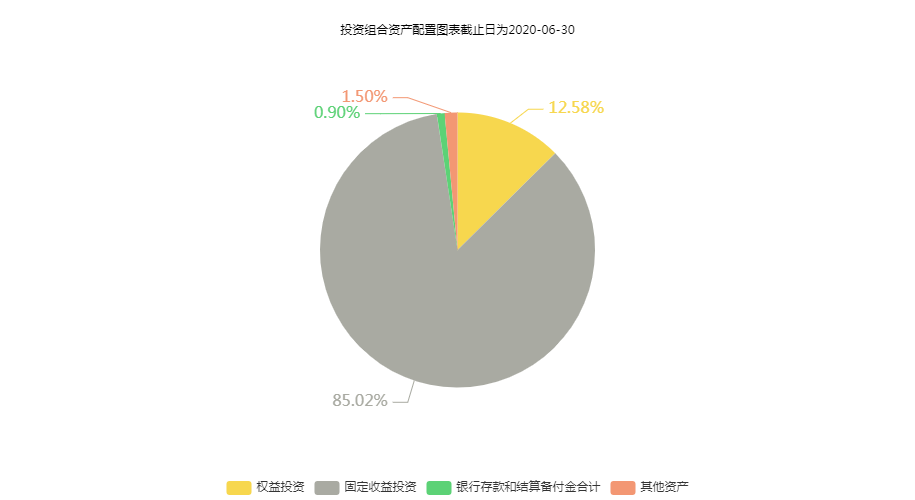 投资组合资产配置图表截止日为2020-06-30
1.50%
0.90%
12.58%
85.02%
权益投资 固定收益投资 银行存款和结算备付金合计 其他资产